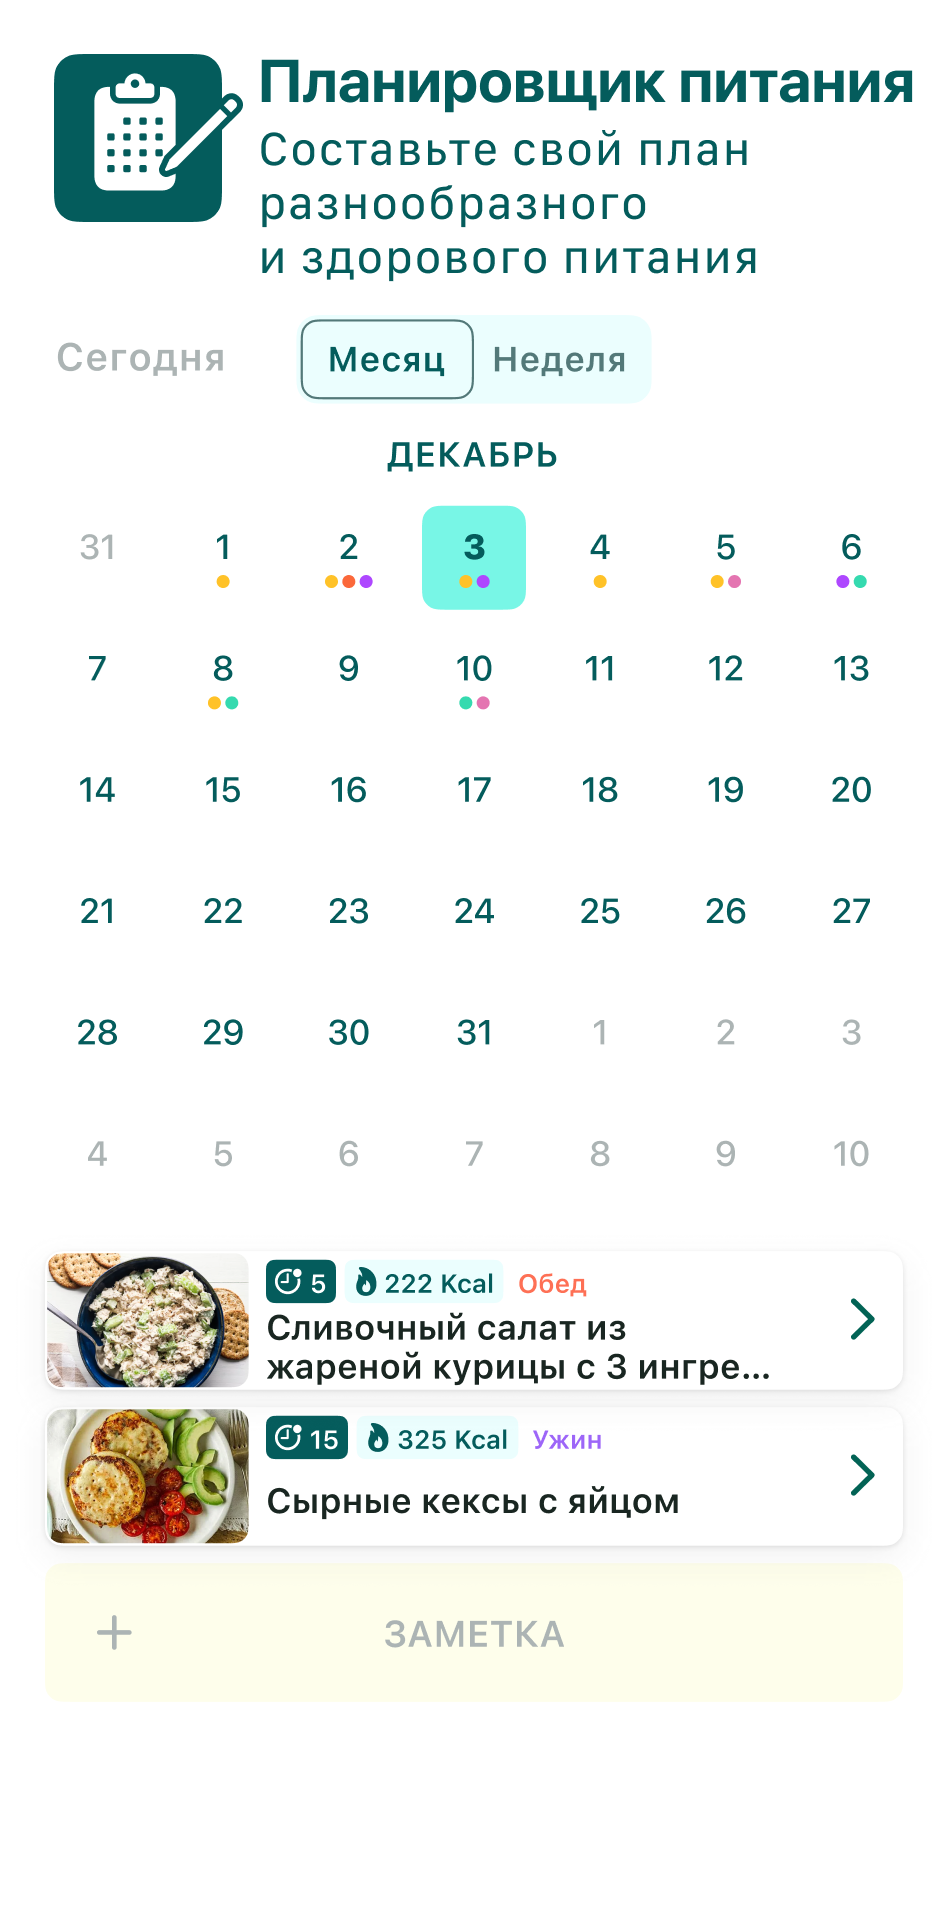 Планировщик питания
Составьте свой план
разнообразного
и здорового питания
Сегодня Месяц Неделя
ДЕКАБРЬ
31 1 2 3 4 5 6
7 8 9 10 11 12 13
14 15 16 17 18 19 20
21 22 23 24 25 26 27
28 29 30 31 1 2 3
4 5 6 7 8 9 10
5 222 Kcal Обед
Сливочный салат из
жареной курицы с 3 ингре...
15 325 Kcal Ужин
Сырные кексы с яйцом
+ ЗАМЕТКА